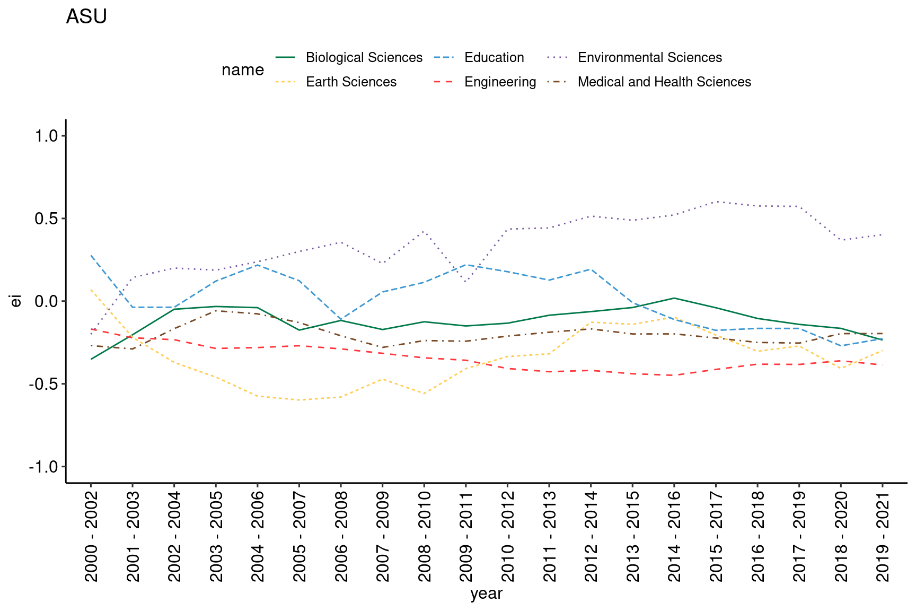 ASU
name
Biological Sciences
Education
Environmental Sciences
Earth Sciences
Engineering
Medical and Health Sciences
ei
1.0
0.5
0.0
-0.5
-1.0
2000 - 2002
2001 - 2003
2002 - 2004
2003 - 2005
2004 - 2006
2005 - 2007
2006 - 2008
2007 - 2009
2008 - 2010
2009 - 2011
2010 - 2012
2011 - 2013
2012 - 2014
2013 - 2015
2014 - 2016
2015 - 2017
2016 - 2018
2017 - 2019
2018 - 2020
2019 - 2021
year